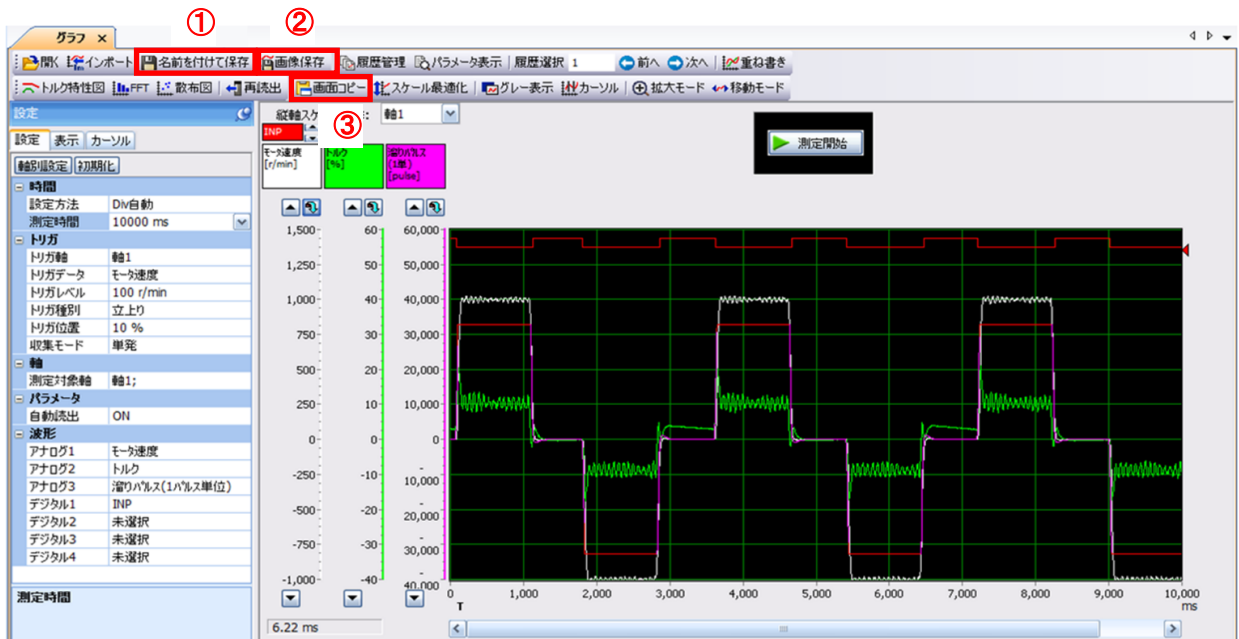 ① ②
グラフ ×
開く インポート 名前を付けて保存 画像保存 履歴管理 パラメータ表示 履歴選択 1 前へ 次へ 重ね書き
トルク特性図 FFT 散布図 再読出 画面コピー スケール最適化 グレー表示 カーソル 拡大モード 移動モード
③
設定
縦軸スケ : 軸1
設定 表示 カーソル
INP
測定開始
軸別設定 初期化
モータ速度 [r/min]
トルク [%]
溜りパルス (1単) [pulse]
時間
設定方法 Div自動
測定時間 10000 ms
トリガ
トリガ軸 軸1
トリガデータ モータ速度
トリガレベル 100 r/min
トリガ種別 立上り
トリガ位置 10 %
収集モード 単発
軸
測定対象軸 軸1;
パラメータ
自動読出 ON
波形
アナログ1 モータ速度
アナログ2 トルク
アナログ3 溜りパルス(1パルス単位)
デジタル1 INP
デジタル2 未選択
デジタル3 未選択
デジタル4 未選択
測定時間
1,500 60 60,000
1,250 50 50,000
1,000 40 40,000
750 30 30,000
500 20 20,000
250 10 10,000
0 0 0
-250 -10 -10,000
-500 -20 -20,000
-750 -30 -30,000
-1,000 -40 -40,000
0 1,000 2,000 3,000 4,000 5,000 6,000 7,000 8,000 9,000 10,000
T ms
6.22 ms